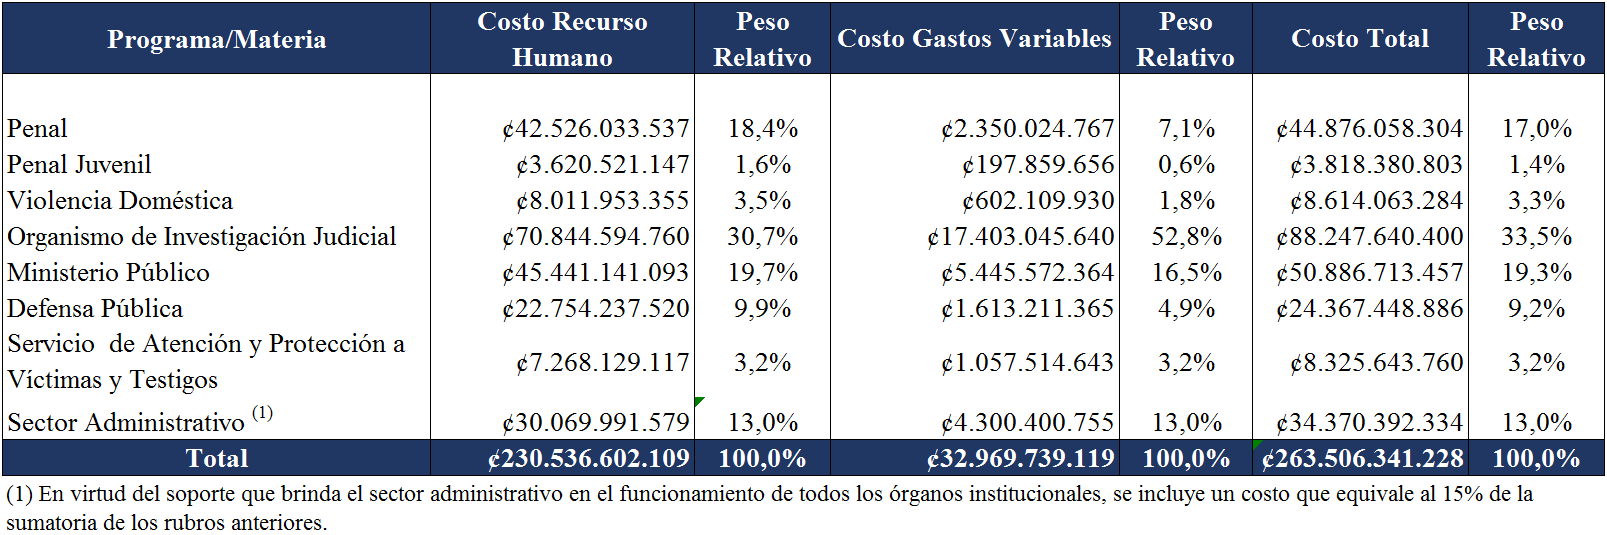 Programa/Materia Costo Recurso Humano Peso Relativo Costo Gastos Variables Peso Relativo Costo Total Peso Relativo
Penal ¢42.526.033.537 18,4% ¢2.350.024.767 7,1% ¢44.876.058.304 17,0%
Penal Juvenil ¢3.620.521.147 1,6% ¢197.859.656 0,6% ¢3.818.380.803 1,4%
Violencia Doméstica ¢8.011.953.355 3,5% ¢602.109.930 1,8% ¢8.614.063.284 3,3%
Organismo de Investigación Judicial ¢70.844.594.760 30,7% ¢17.403.045.640 52,8% ¢88.247.640.400 33,5%
Ministerio Público ¢45.441.141.093 19,7% ¢5.445.572.364 16,5% ¢50.886.713.457 19,3%
Defensa Pública ¢22.754.237.520 9,9% ¢1.613.211.365 4,9% ¢24.367.448.886 9,2%
Servicio de Atención y Protección a
Víctimas y Testigos ¢7.268.129.117 3,2% ¢1.057.514.643 3,2% ¢8.325.643.760 3,2%
Sector Administrativo (1) ¢30.069.991.579 13,0% ¢4.300.400.755 13,0% ¢34.370.392.334 13,0%
Total ¢230.536.602.109 100,0% ¢32.969.739.119 100,0% ¢263.506.341.228 100,0%
(1) En virtud del soporte que brinda el sector administrativo en el funcionamiento de todos los órganos institucionales, se incluye un costo que equivale al 15% de la
sumatoria de los rubros anteriores.